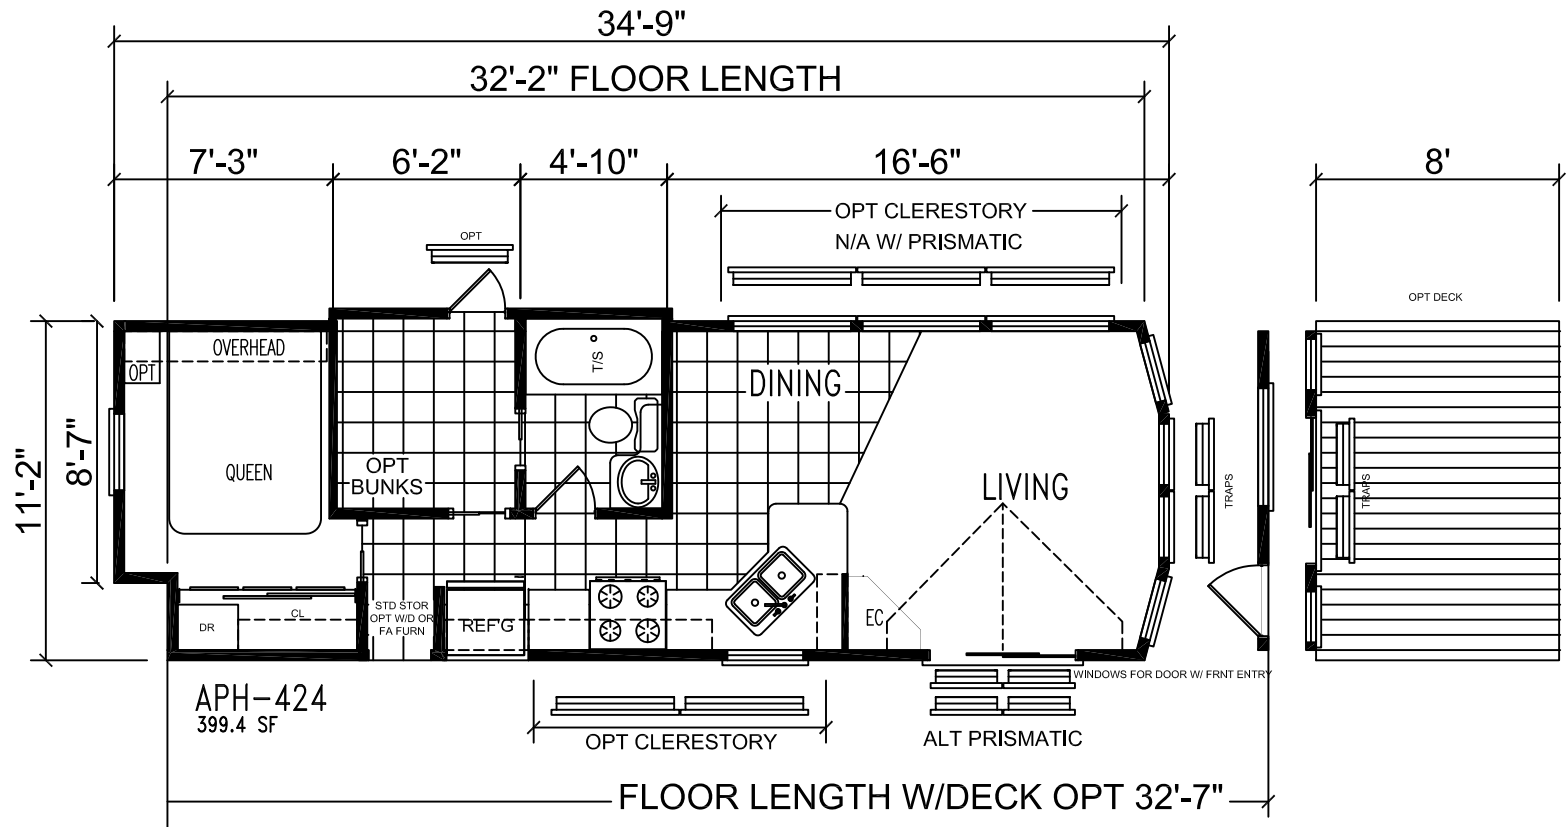 34'-9"
32'-2" FLOOR LENGTH
7'-3"
6'-2"
4'-10"
16'-6"
8'
OPT CLERESTORY
N/A W/ PRISMATIC
OPT
OPT DECK
OVERHEAD
OPT
T/S
DINING
11'-2"
8'-7"
QUEEN
OPT
BUNKS
LIVING
TRAPS
TRAPS
DR
CL
STD STOR
OPT W/D OR
FA FURN
REF'G
EC
WINDOWS FOR DOOR W/ FRNT ENTRY
APH-424
399.4 SF
OPT CLERESTORY
ALT PRISMATIC
FLOOR LENGTH W/DECK OPT 32'-7"